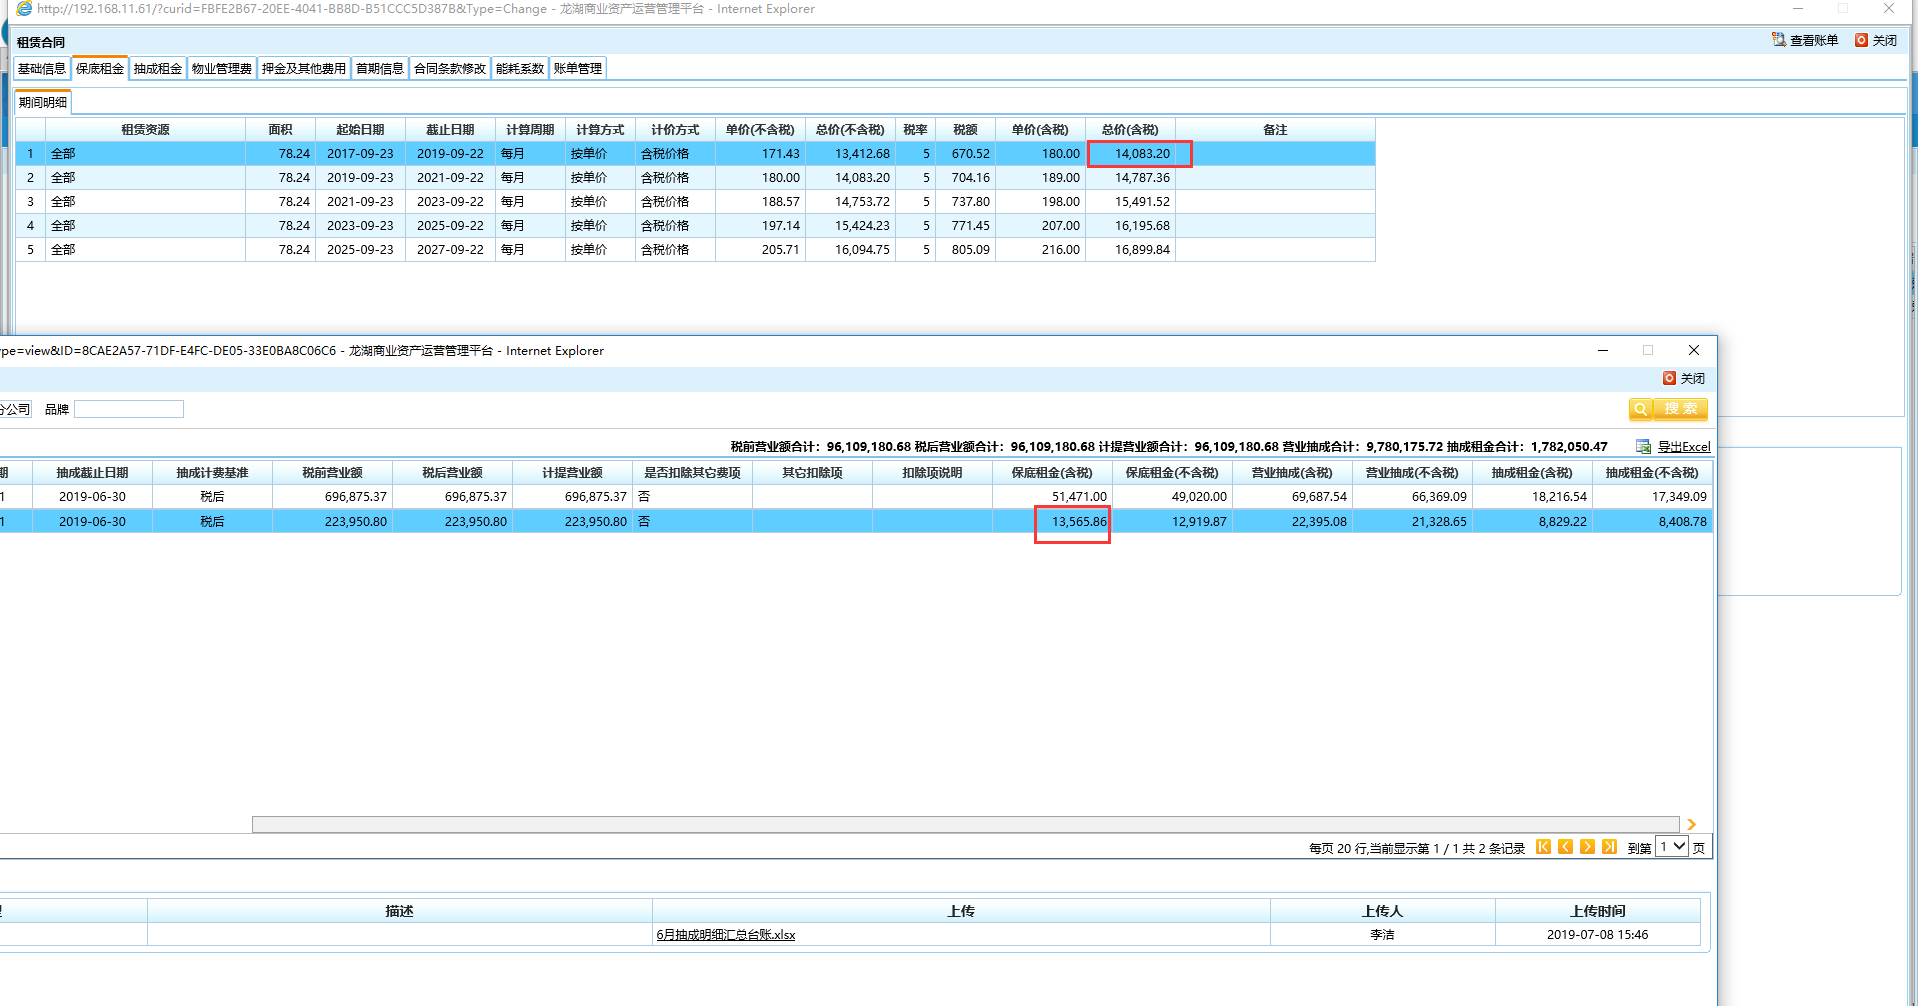 http://192.168.11.61/?curid=FBFE2B67-20EE-4041-BB8D-B51CCC5D387B&Type=Change - 龙湖商业资产运营管理平台 - Internet Explorer
租赁合同 查看账单 关闭
基础信息 保底租金 抽成租金 物业管理费 押金及其他费用 首期信息 合同条款修改 能耗系数 账单管理
期间明细
租赁资源 面积 起始日期 截止日期 计算周期 计算方式 计价方式 单价(不含税) 总价(不含税) 税率 税额 单价(含税) 总价(含税) 备注
1 全部 78.24 2017-09-23 2019-09-22 每月 按单价 含税价格 171.43 13,412.68 5 670.52 180.00 14,083.20
2 全部 78.24 2019-09-23 2021-09-22 每月 按单价 含税价格 180.00 14,083.20 5 704.16 189.00 14,787.36
3 全部 78.24 2021-09-23 2023-09-22 每月 按单价 含税价格 188.57 14,753.72 5 737.80 198.00 15,491.52
4 全部 78.24 2023-09-23 2025-09-22 每月 按单价 含税价格 197.14 15,424.23 5 771.45 207.00 16,195.68
5 全部 78.24 2025-09-23 2027-09-22 每月 按单价 含税价格 205.71 16,094.75 5 805.09 216.00 16,899.84
ype=view&ID=8CAE2A57-71DF-E4FC-DE05-33E0BA8C06C6 - 龙湖商业资产运营管理平台 - Internet Explorer
关闭
分公司 品牌 搜 索
税前营业额合计：96,109,180.68 税后营业额合计：96,109,180.68 计提营业额合计：96,109,180.68 营业抽成合计：9,780,175.72 抽成租金合计：1,782,050.47 导出Excel
期 抽成截止日期 抽成计费基准 税前营业额 税后营业额 计提营业额 是否扣除其它费项 其它扣除项 扣除项说明 保底租金(含税) 保底租金(不含税) 营业抽成(含税) 营业抽成(不含税) 抽成租金(含税) 抽成租金(不含税)
1 2019-06-30 税后 696,875.37 696,875.37 696,875.37 否 51,471.00 49,020.00 69,687.54 66,369.09 18,216.54 17,349.09
1 2019-06-30 税后 223,950.80 223,950.80 223,950.80 否 13,565.86 12,919.87 22,395.08 21,328.65 8,829.22 8,408.78
每页 20 行,当前显示第 1 / 1 共 2 条记录 到第 1 页
描述 上传 上传人 上传时间
6月抽成明细汇总台账.xlsx 李洁 2019-07-08 15:46